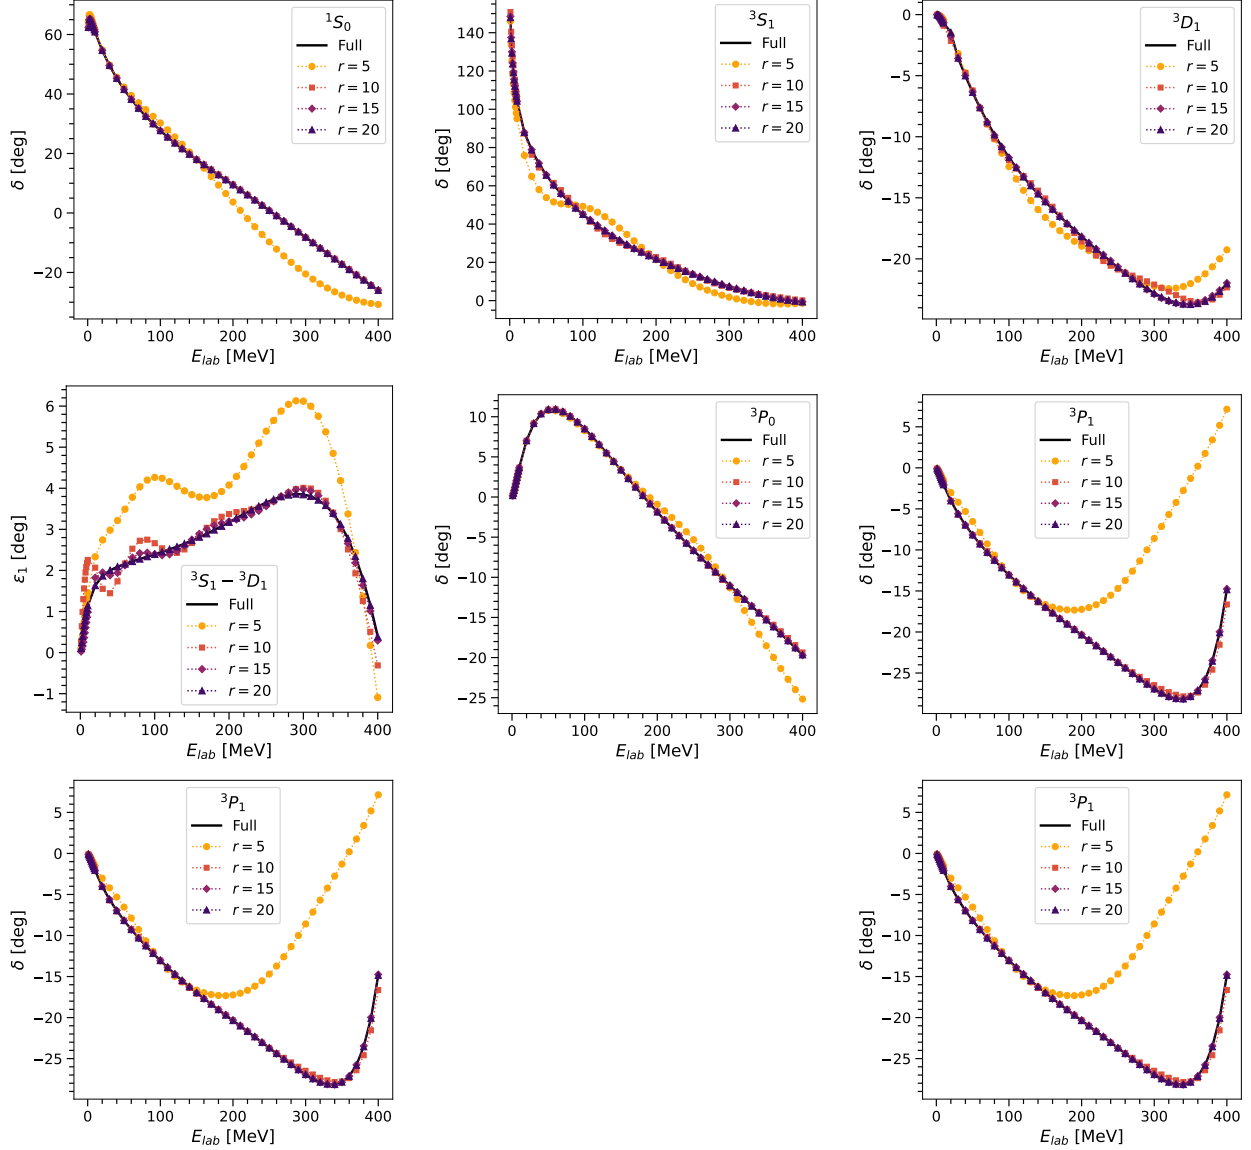 60
40
20
0
−20
0
100
200
300
400
δ [deg]
E_lab [MeV]
¹S₀
Full
r = 5
r = 10
r = 15
r = 20
140
120
100
80
60
40
20
0
0
100
200
300
400
δ [deg]
E_lab [MeV]
³S₁
Full
r = 5
r = 10
r = 15
r = 20
0
−5
−10
−15
−20
0
100
200
300
400
δ [deg]
E_lab [MeV]
³D₁
Full
r = 5
r = 10
r = 15
r = 20
6
5
4
3
2
1
0
−1
0
100
200
300
400
ε₁ [deg]
E_lab [MeV]
³S₁ − ³D₁
Full
r = 5
r = 10
r = 15
r = 20
10
5
0
−5
−10
−15
−20
−25
0
100
200
300
400
δ [deg]
E_lab [MeV]
³P₀
Full
r = 5
r = 10
r = 15
r = 20
5
0
−5
−10
−15
−20
−25
0
100
200
300
400
δ [deg]
E_lab [MeV]
³P₁
Full
r = 5
r = 10
r = 15
r = 20
5
0
−5
−10
−15
−20
−25
0
100
200
300
400
δ [deg]
E_lab [MeV]
³P₁
Full
r = 5
r = 10
r = 15
r = 20
5
0
−5
−10
−15
−20
−25
0
100
200
300
400
δ [deg]
E_lab [MeV]
³P₁
Full
r = 5
r = 10
r = 15
r = 20